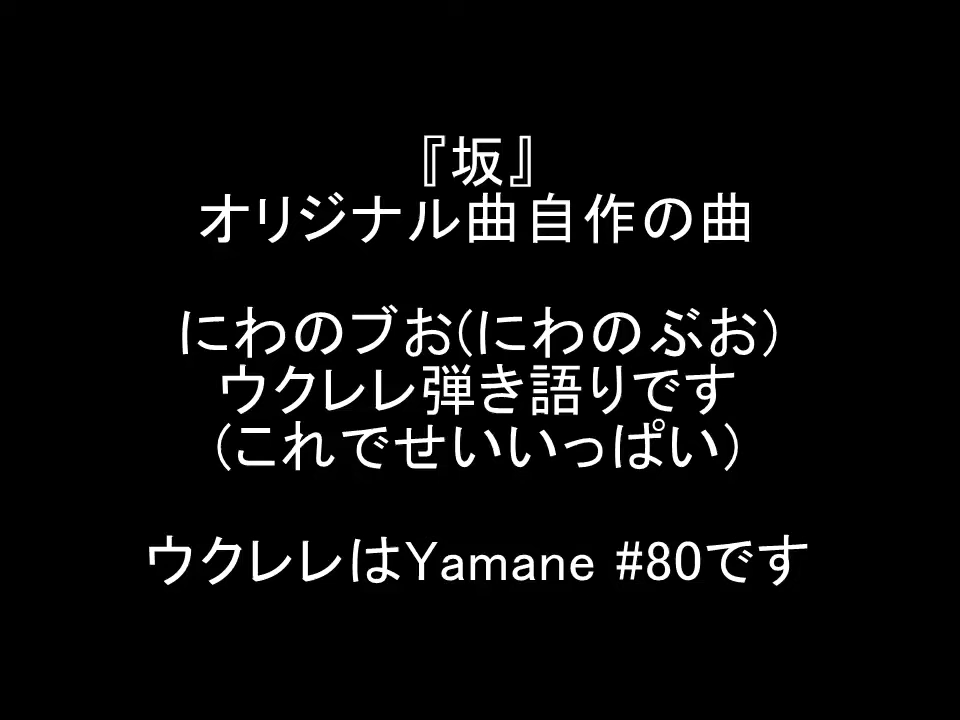 『坂』
オリジナル曲自作の曲
にわのブお(にわのぶお)
ウクレレ弾き語りです
(これでせいいっぱい)
ウクレレはYamane #80です